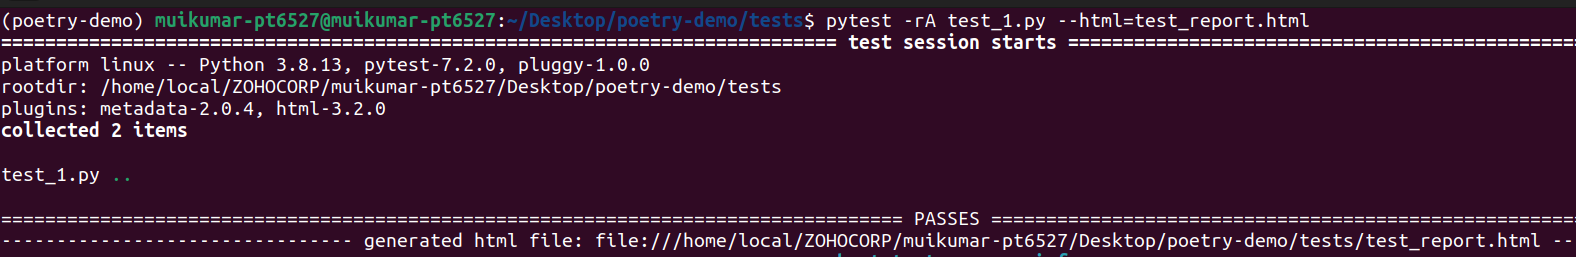 (poetry-demo) muikumar-pt6527@muikumar-pt6527:~/Desktop/poetry-demo/tests$ pytest -rA test_1.py --html=test_report.html
============================================================================ test session starts ===============================================
platform linux -- Python 3.8.13, pytest-7.2.0, pluggy-1.0.0
rootdir: /home/local/ZOHOCORP/muikumar-pt6527/Desktop/poetry-demo/tests
plugins: metadata-2.0.4, html-3.2.0
collected 2 items
test_1.py ..
================================================================================== PASSES ======================================================
-------------------------------- generated html file: file:///home/local/ZOHOCORP/muikumar-pt6527/Desktop/poetry-demo/tests/test_report.html --